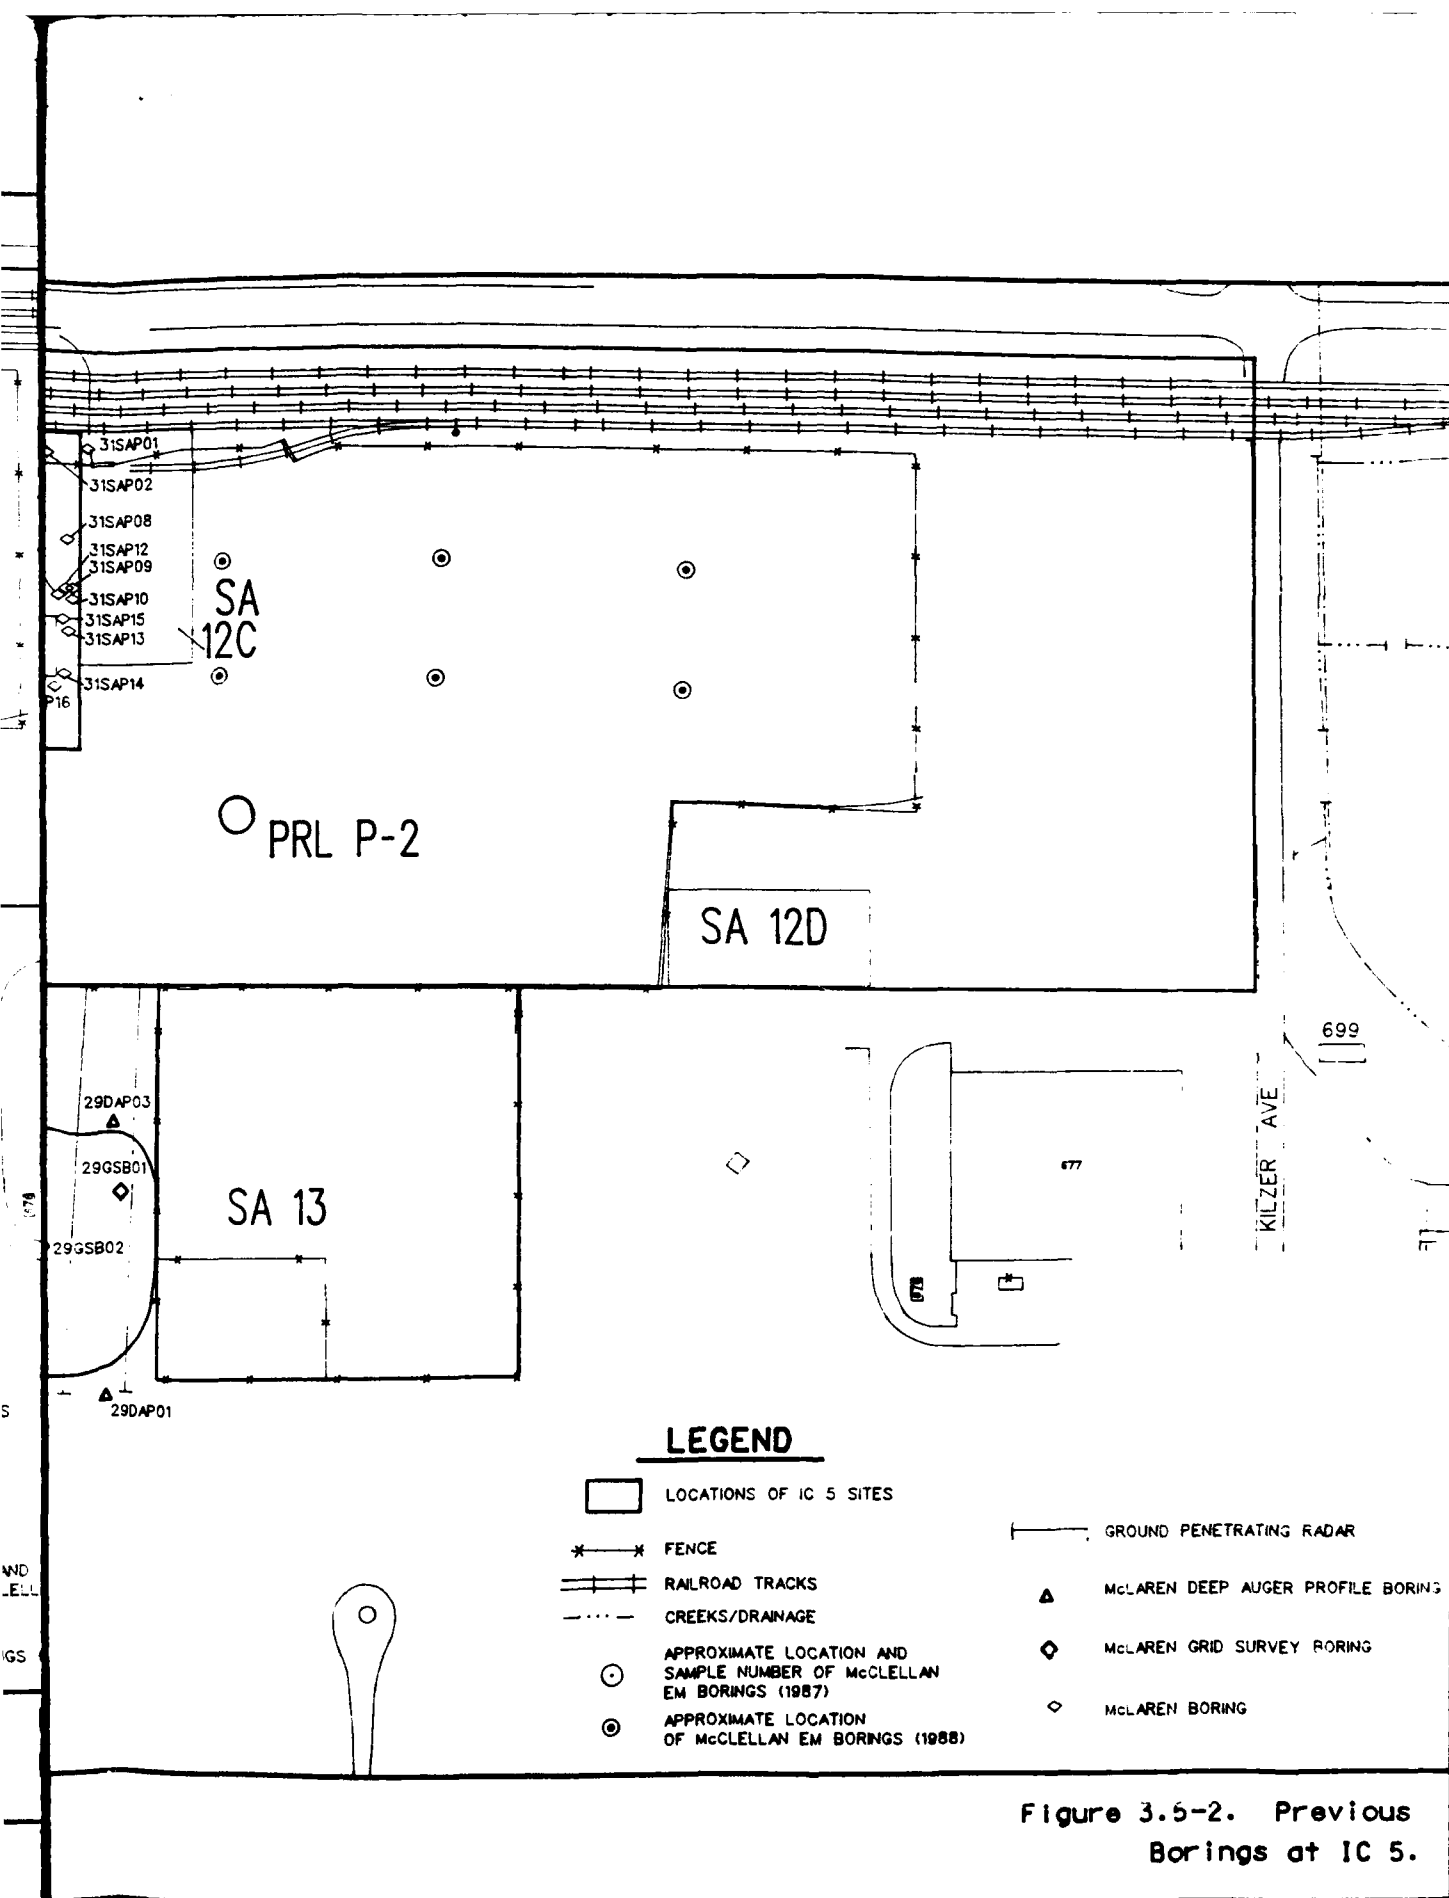 31SAP01
31SAP02
31SAP08
31SAP12
31SAP09
31SAP10
31SAP15
31SAP13
31SAP14
P16
SA
12C
PRL P-2
SA 12D
699
29DAP03
29GSB01
29GSB02
SA 13
677
KILZER AVE
29DAP01
S
LEGEND
LOCATIONS OF IC 5 SITES
FENCE
RAILROAD TRACKS
CREEKS/DRAINAGE
APPROXIMATE LOCATION AND
SAMPLE NUMBER OF McCLELLAN
EM BORINGS (1987)
APPROXIMATE LOCATION
OF McCLELLAN EM BORINGS (1988)
GROUND PENETRATING RADAR
McLAREN DEEP AUGER PROFILE BORING
McLAREN GRID SURVEY BORING
McLAREN BORING
AND
LELL
IGS
Figure 3.5-2. Previous
Borings at IC 5.